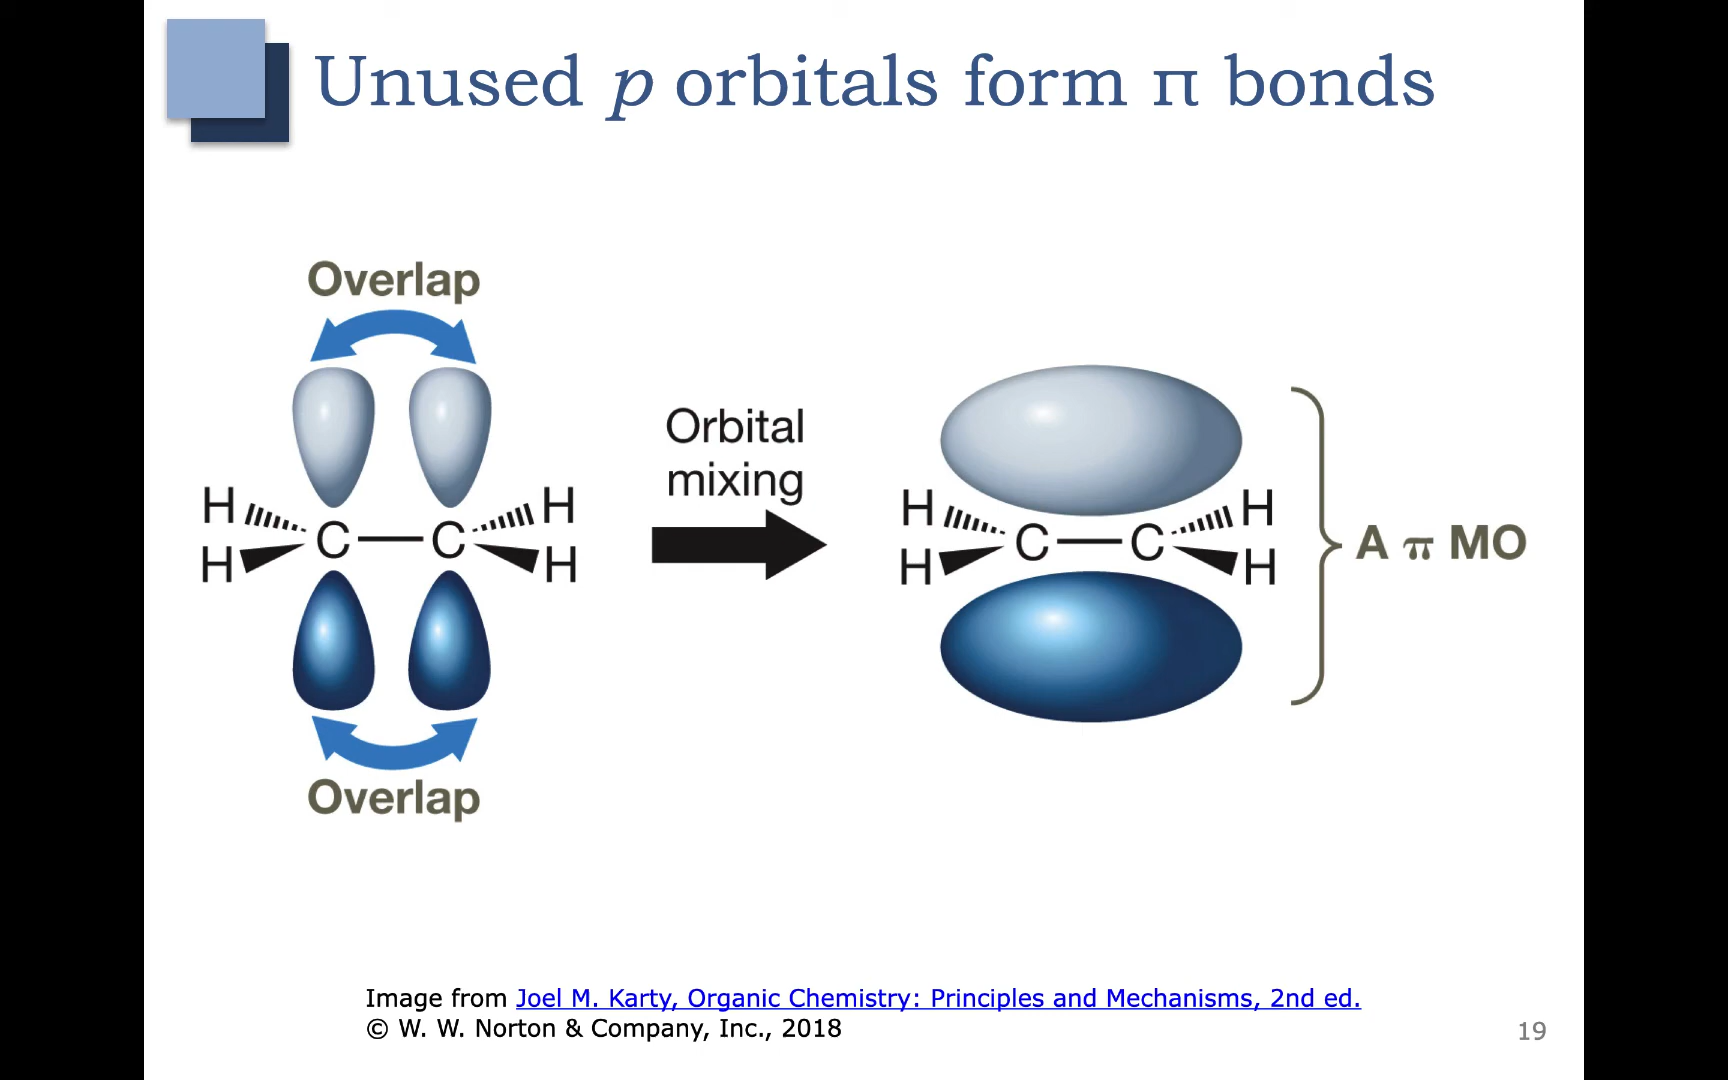 Unused p orbitals form π bonds
Overlap
Orbital
mixing
H
H
C
C
H
H
H
H
C
C
H
H
A π MO
Overlap
Image from Joel M. Karty, Organic Chemistry: Principles and Mechanisms, 2nd ed.
© W. W. Norton & Company, Inc., 2018
19